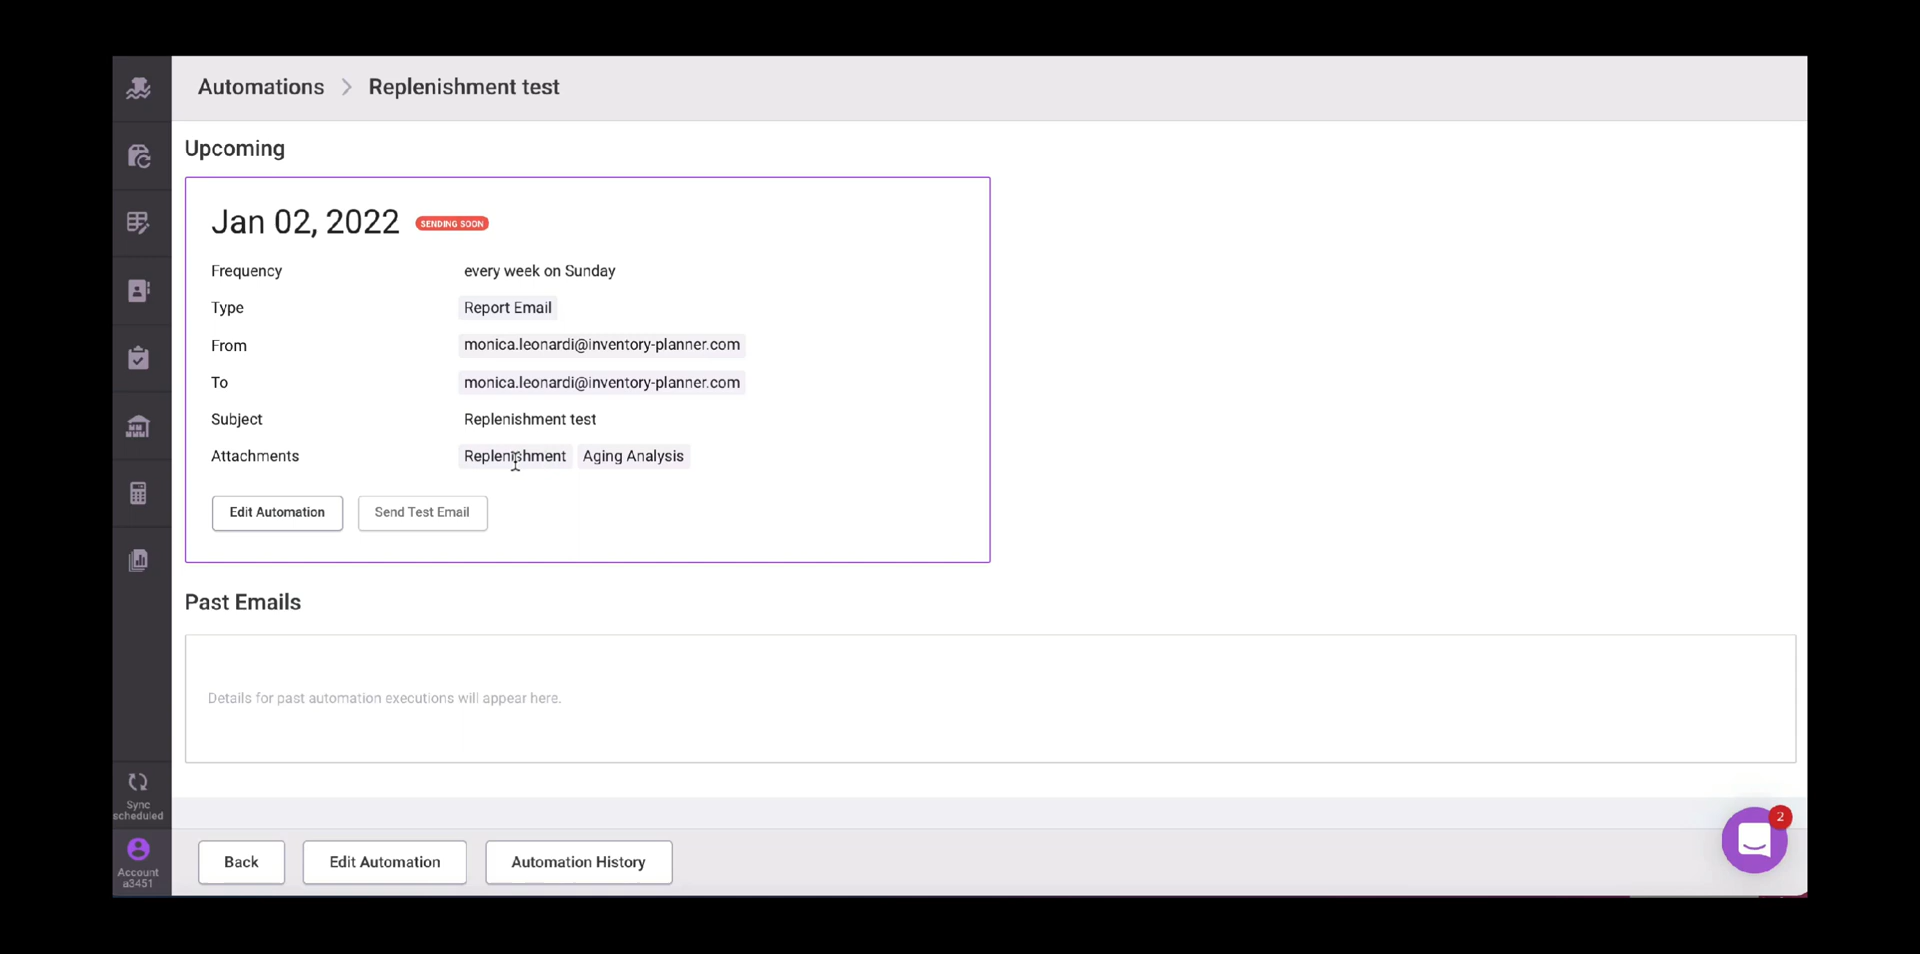 Automations > Replenishment test
Upcoming
Jan 02, 2022 SENDING SOON
Frequency every week on Sunday
Type Report Email
From monica.leonardi@inventory-planner.com
To monica.leonardi@inventory-planner.com
Subject Replenishment test
Attachments Replenishment Aging Analysis
Edit Automation Send Test Email
Past Emails
Details for past automation executions will appear here.
Sync
scheduled
2
Account
a3451
Back Edit Automation Automation History